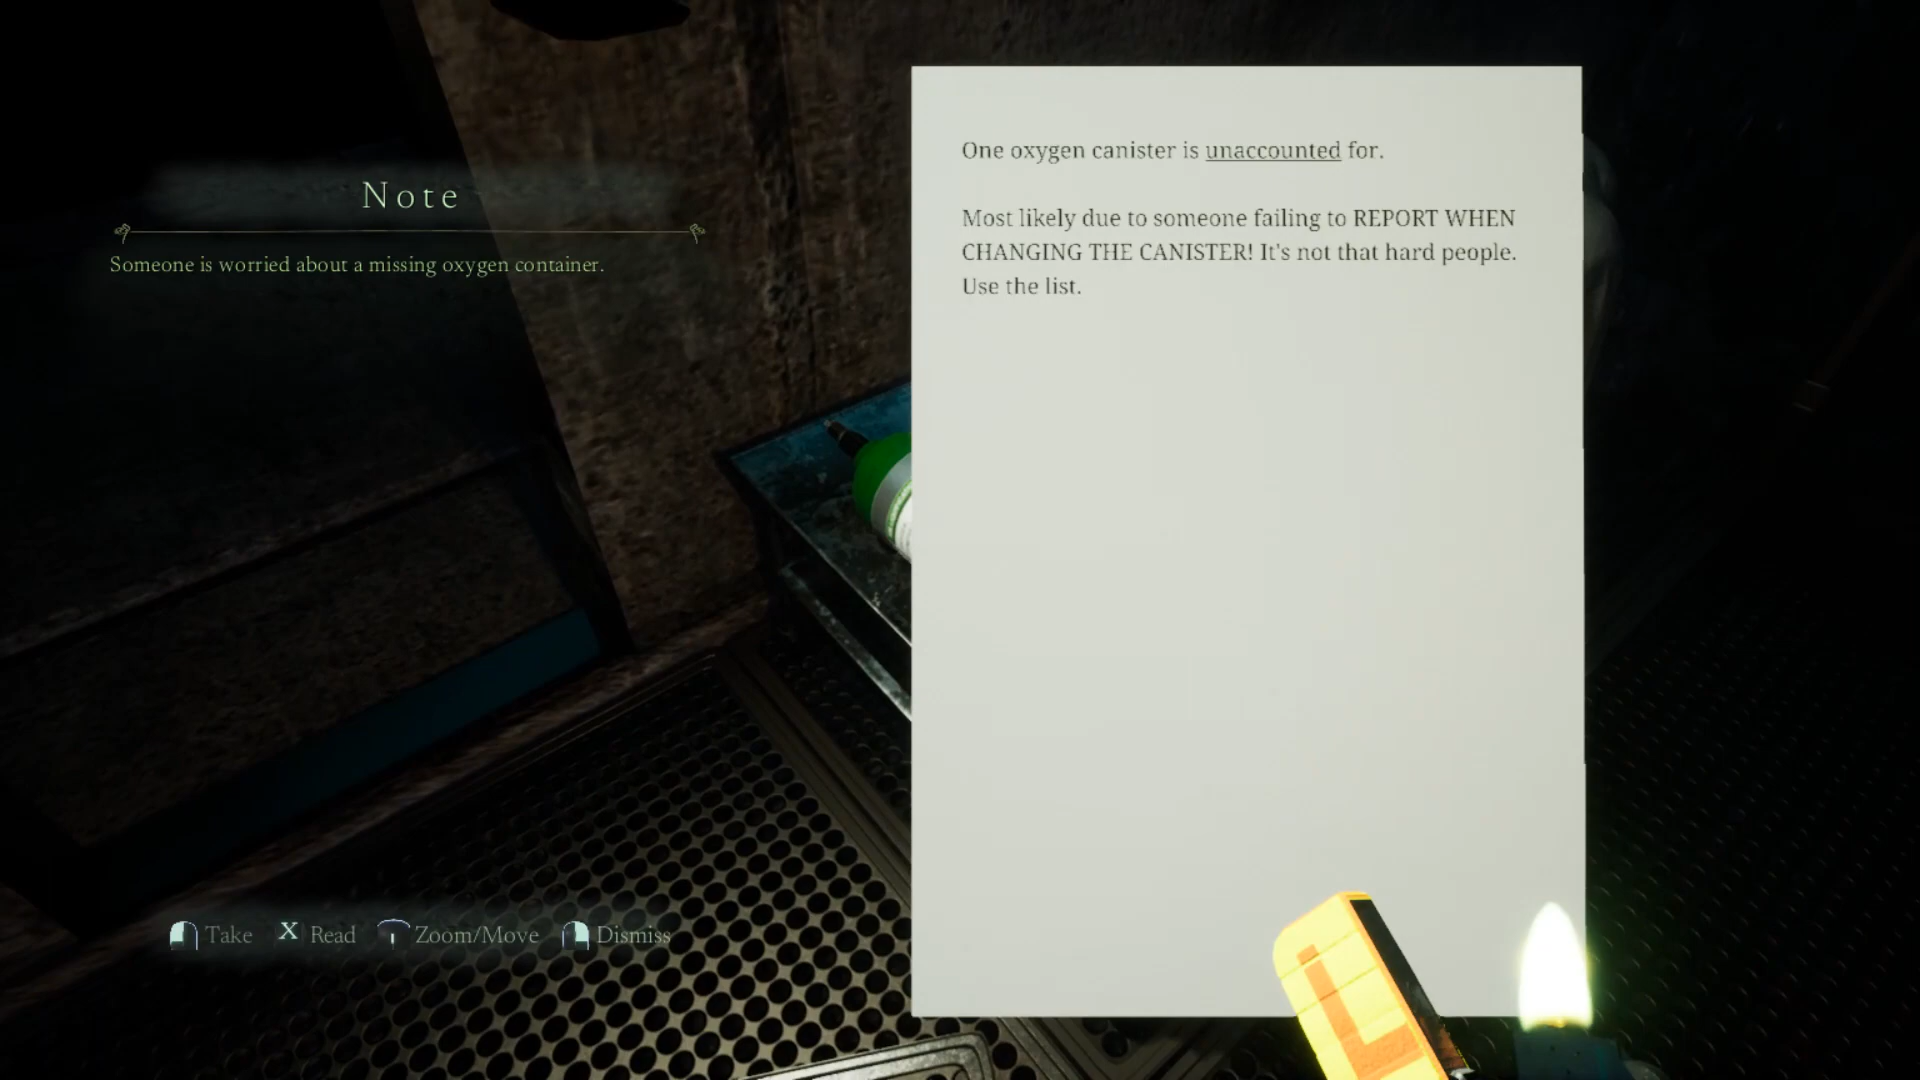 Note
Someone is worried about a missing oxygen container.
One oxygen canister is unaccounted for.
Most likely due to someone failing to REPORT WHEN
CHANGING THE CANISTER! It's not that hard people.
Use the list.
Take X Read Zoom/Move Dismiss